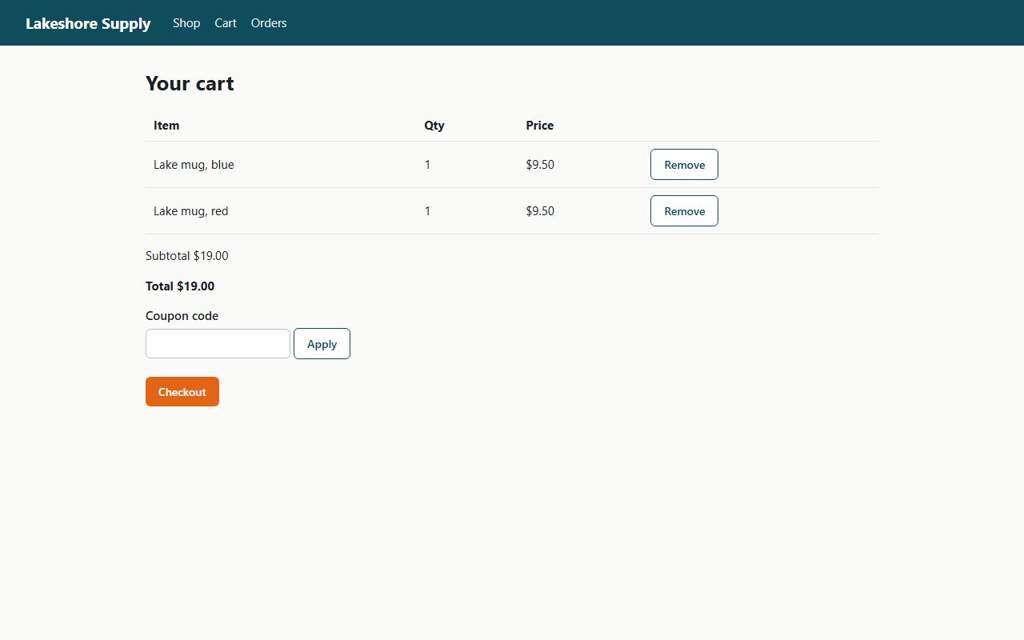 Lakeshore Supply Shop Cart Orders
Your cart
Item Qty Price
Lake mug, blue 1 $9.50 Remove
Lake mug, red 1 $9.50 Remove
Subtotal $19.00
Total $19.00
Coupon code
Apply
Checkout